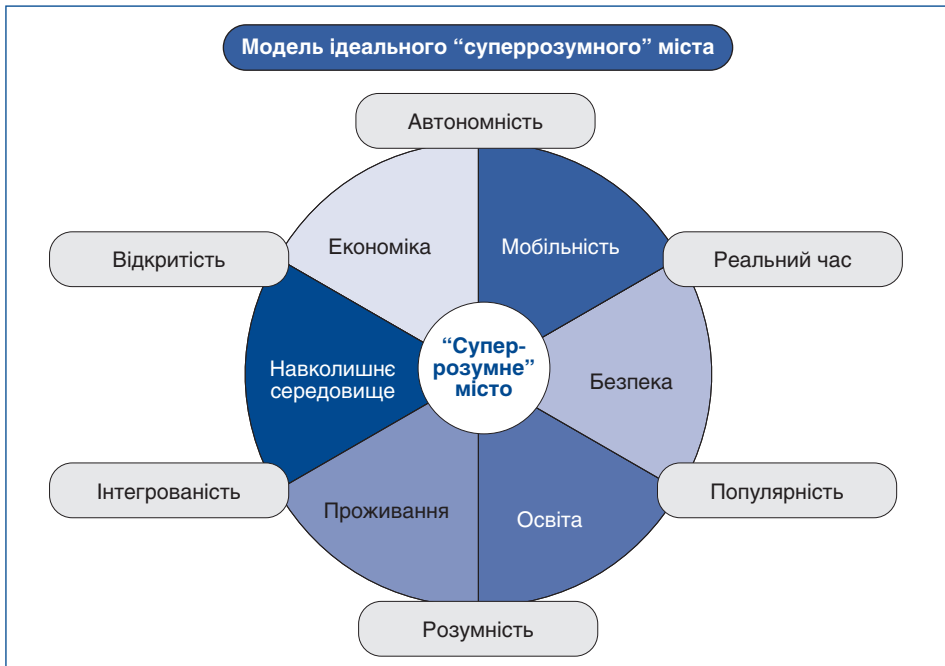 Модель ідеального “суперрозумного” міста
Автономність
Економіка
Мобільність
Відкритість
Реальний час
“Супер-
розумне”
місто
Навколишнє
середовище
Безпека
Інтегрованість
Популярність
Проживання
Освіта
Розумність